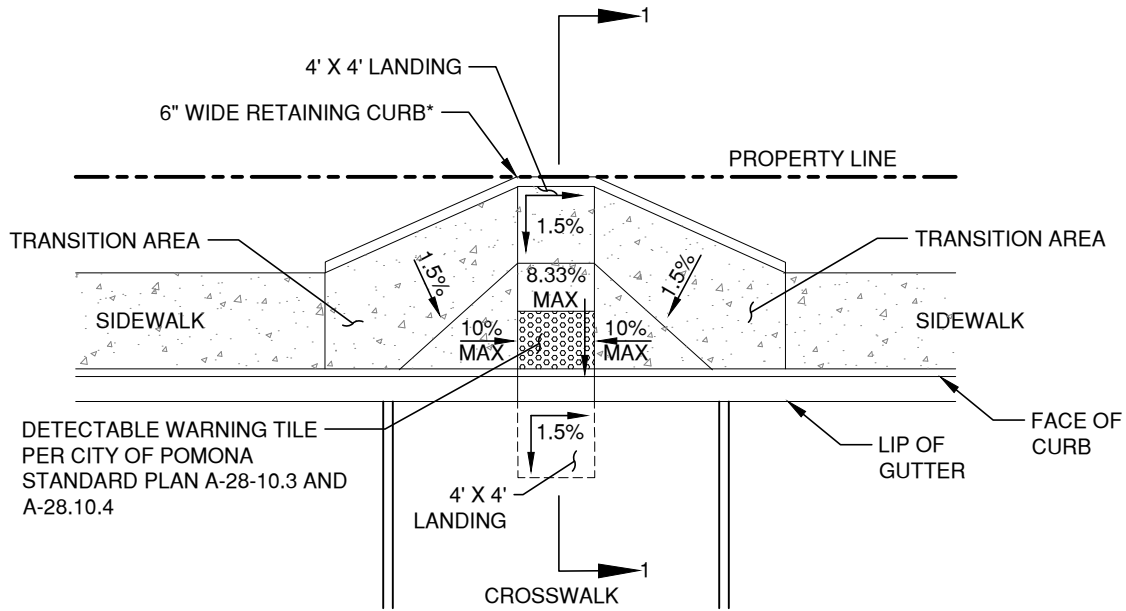 1
4' X 4' LANDING
6" WIDE RETAINING CURB*
PROPERTY LINE
TRANSITION AREA
1.5%
TRANSITION AREA
1.5%
8.33%
MAX
1.5%
SIDEWALK
10%
MAX
10%
MAX
SIDEWALK
DETECTABLE WARNING TILE
PER CITY OF POMONA
STANDARD PLAN A-28-10.3 AND
A-28.10.4
1.5%
4' X 4'
LANDING
LIP OF
GUTTER
FACE OF
CURB
1
CROSSWALK